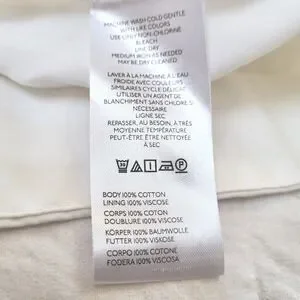 MACHINE WASH COLD GENTLE
WITH LIKE COLORS
USE ONLY NON-CHLORINE
BLEACH
LINE DRY
MEDIUM IRON AS NEEDED
MAY BE DRY CLEANED
LAVER À LA MACHINE À L'EAU
FROIDE AVEC COULEURS
SIMILAIRES CYCLE DÉLICAT
UTILISER UN AGENT DE
BLANCHIMENT SANS CHLORE SI
NÉCESSAIRE
LIGNE SEC
REPASSER, AU BESOIN, À TRÈS
MOYENNE TEMPÉRATURE
PEUT-ÊTRE ÊTRE NETTOYÉ
À SEC
BODY 100% COTTON
LINING 100% VISCOSE
CORPS 100% COTON
DOUBLURE 100% VISCOSE
KÖRPER 100% BAUMWOLLE
FUTTER 100% VISKOSE
CORPO 100% COTONE
FODERA 100% VISCOSA